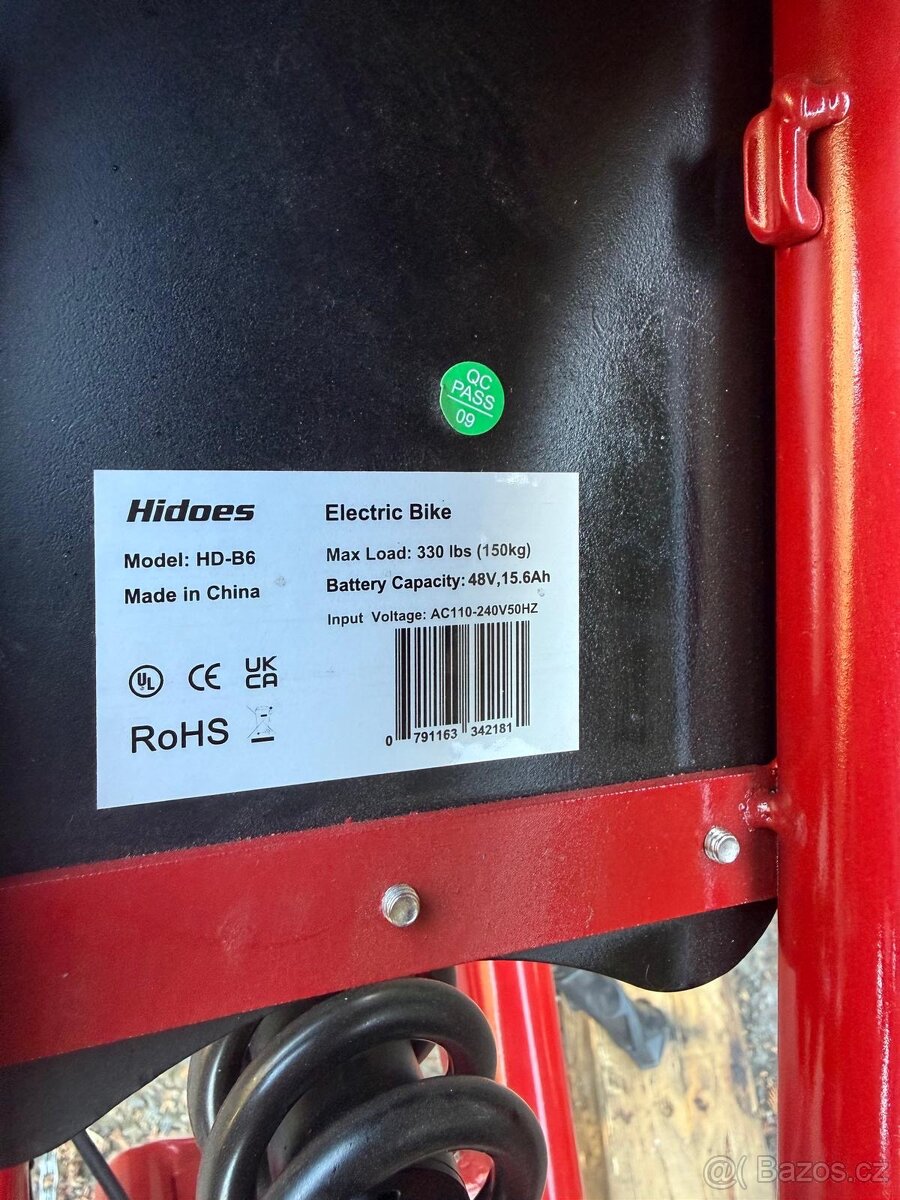 QC
PASS
09
Hidoes
Electric Bike
Model: HD-B6
Max Load: 330 lbs (150kg)
Made in China
Battery Capacity: 48V,15.6Ah
Input Voltage: AC110-240V50HZ
UL
CE
UK
CA
RoHS
0 791163 342181
@( Bazos.cz